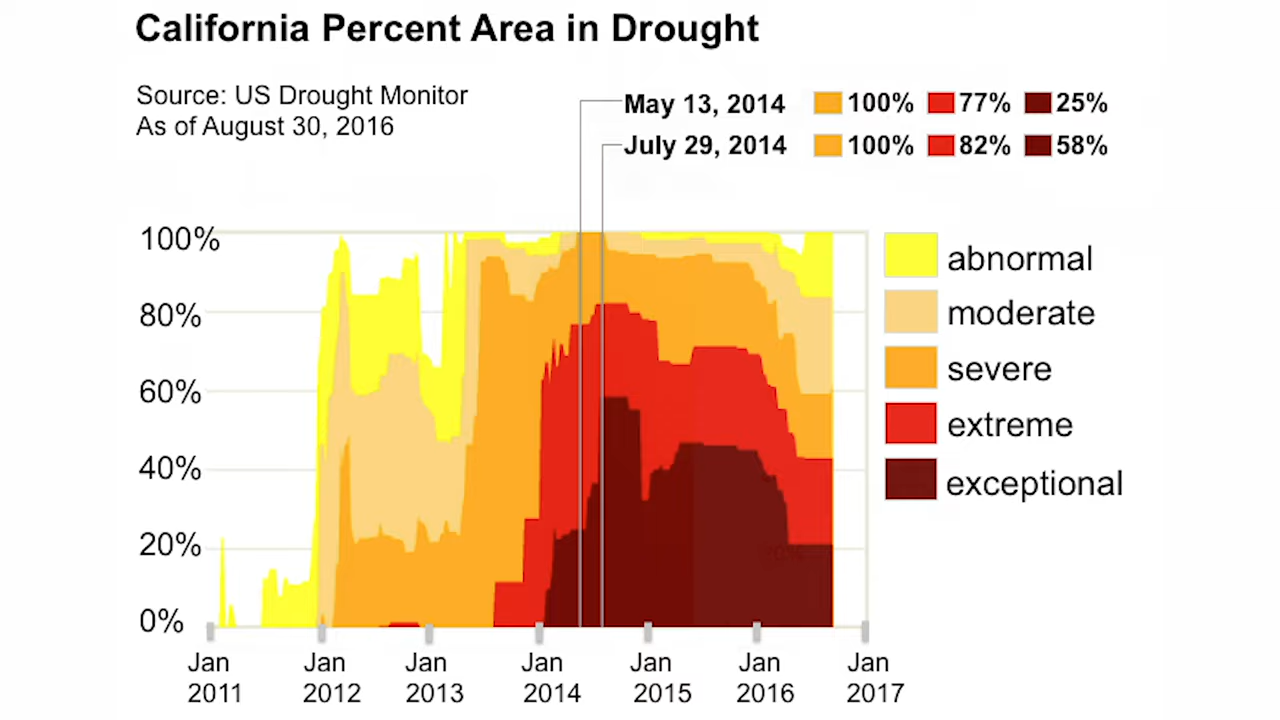 California Percent Area in Drought
Source: US Drought Monitor
As of August 30, 2016
May 13, 2014 100% 77% 25%
July 29, 2014 100% 82% 58%
100%
80%
60%
40%
20%
0%
abnormal
moderate
severe
extreme
exceptional
Jan Jan Jan Jan Jan Jan Jan
2011 2012 2013 2014 2015 2016 2017